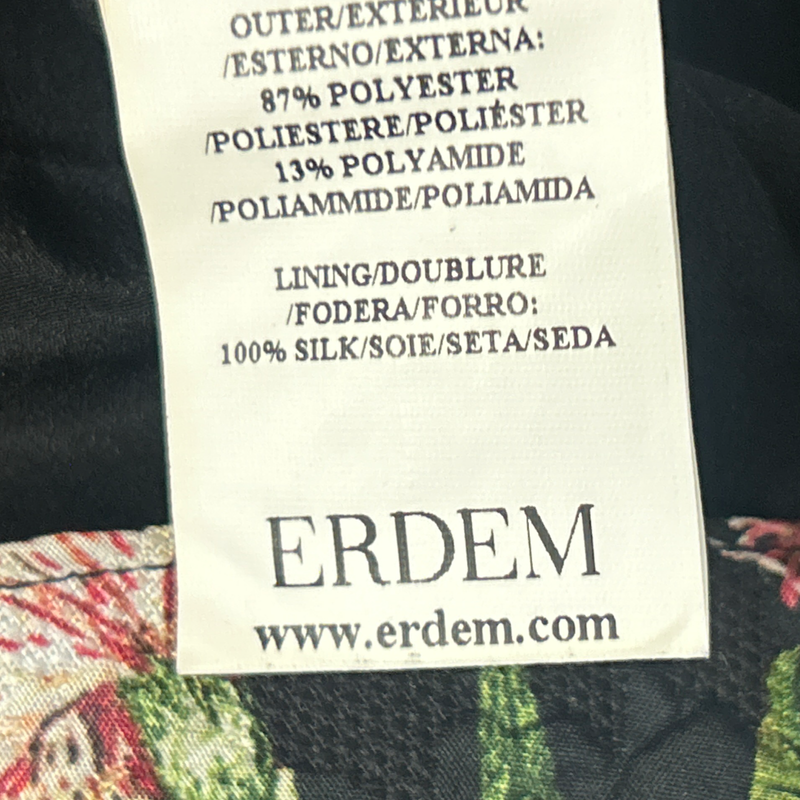 OUTER/EXTERIEUR
/ESTERNO/EXTERNA:
87% POLYESTER
/POLIESTERE/POLIÉSTER
13% POLYAMIDE
/POLIAMMIDE/POLIAMIDA
LINING/DOUBLURE
/FODERA/FORRO:
100% SILK/SOIE/SETA/SEDA
ERDEM
www.erdem.com